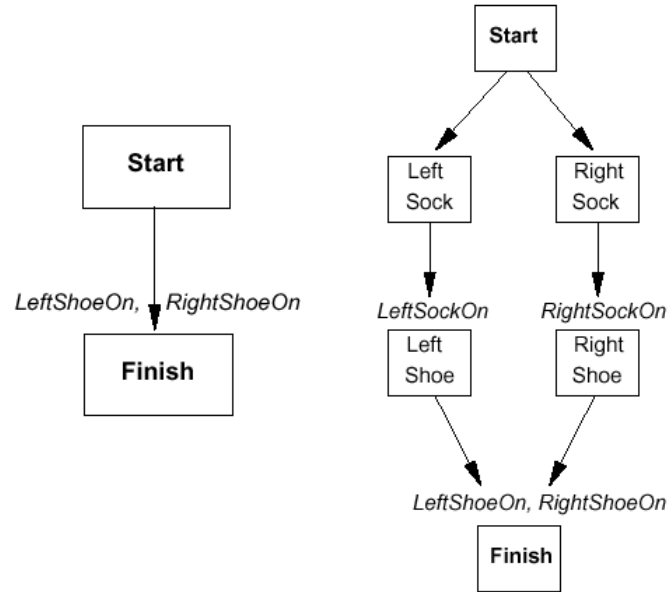 Start
LeftShoeOn, RightShoeOn
Finish
Start
Left
Sock
Right
Sock
LeftSockOn
RightSockOn
Left
Shoe
Right
Shoe
LeftShoeOn, RightShoeOn
Finish